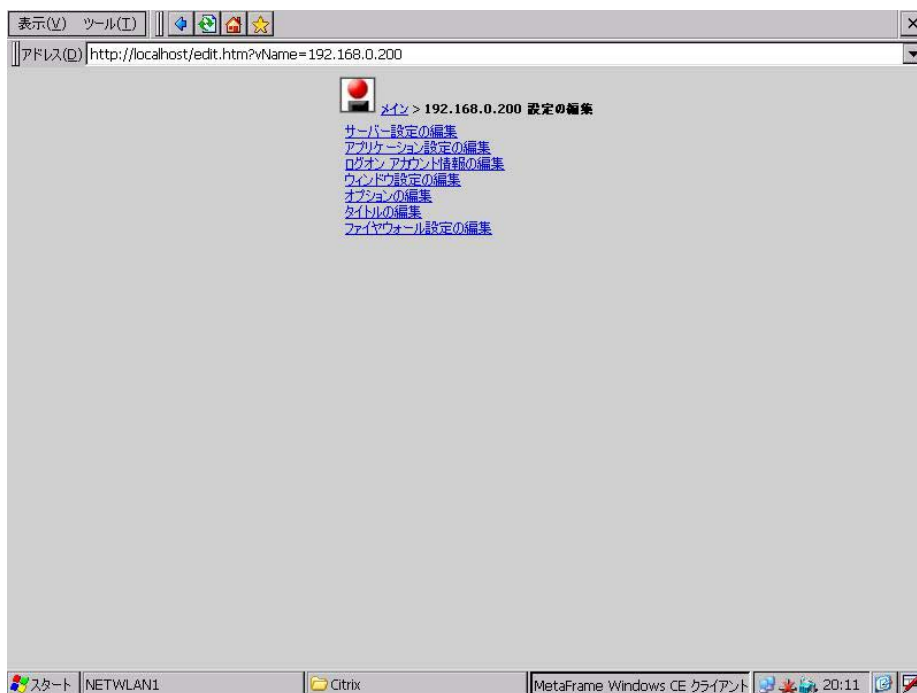 表示(V) ツール(T)
アドレス(D) http://localhost/edit.htm?vName=192.168.0.200
メイン > 192.168.0.200 設定の編集
サーバー設定の編集
アプリケーション設定の編集
ログオン アカウント情報の編集
ウィンドウ設定の編集
オプションの編集
タイトルの編集
ファイヤウォール設定の編集
スタート NETWLAN1 Citrix MetaFrame Windows CE クライアント 20:11